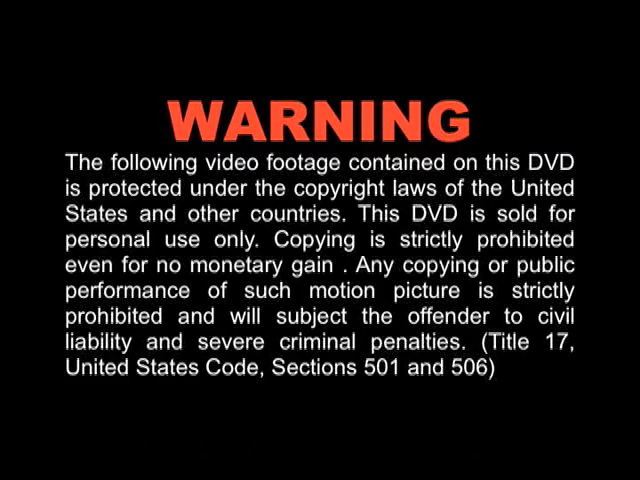 WARNING
The following video footage contained on this DVD
is protected under the copyright laws of the United
States and other countries. This DVD is sold for
personal use only. Copying is strictly prohibited
even for no monetary gain . Any copying or public
performance of such motion picture is strictly
prohibited and will subject the offender to civil
liability and severe criminal penalties. (Title 17,
United States Code, Sections 501 and 506)